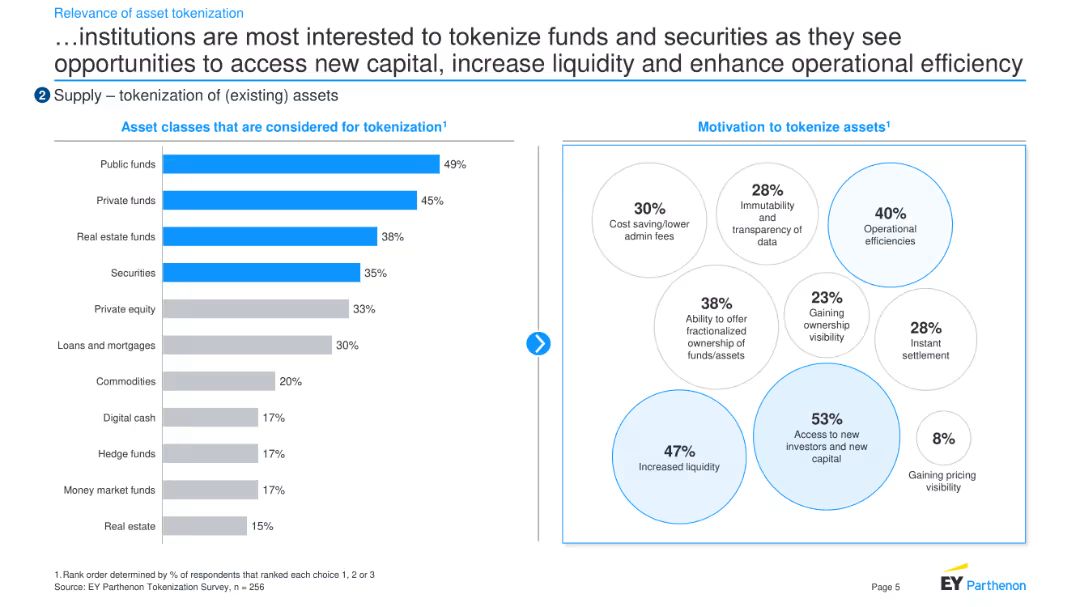 Relevance of asset tokenization
…institutions are most interested to tokenize funds and securities as they see
opportunities to access new capital, increase liquidity and enhance operational efficiency
2 Supply – tokenization of (existing) assets
Asset classes that are considered for tokenization1
Public funds 49%
Private funds 45%
Real estate funds 38%
Securities 35%
Private equity 33%
Loans and mortgages 30%
Commodities 20%
Digital cash 17%
Hedge funds 17%
Money market funds 17%
Real estate 15%
Motivation to tokenize assets1
30%
Cost saving/lower
admin fees
28%
Immutability
and
transparency of
data
40%
Operational
efficiencies
38%
Ability to offer
fractionalized
ownership of
funds/assets
23%
Gaining
ownership
visibility
28%
Instant
settlement
47%
Increased liquidity
53%
Access to new
investors and new
capital
8%
Gaining pricing
visibility
1. Rank order determined by % of respondents that ranked each choice 1, 2 or 3
Source: EY Parthenon Tokenization Survey, n = 256
Page 5
EY Parthenon